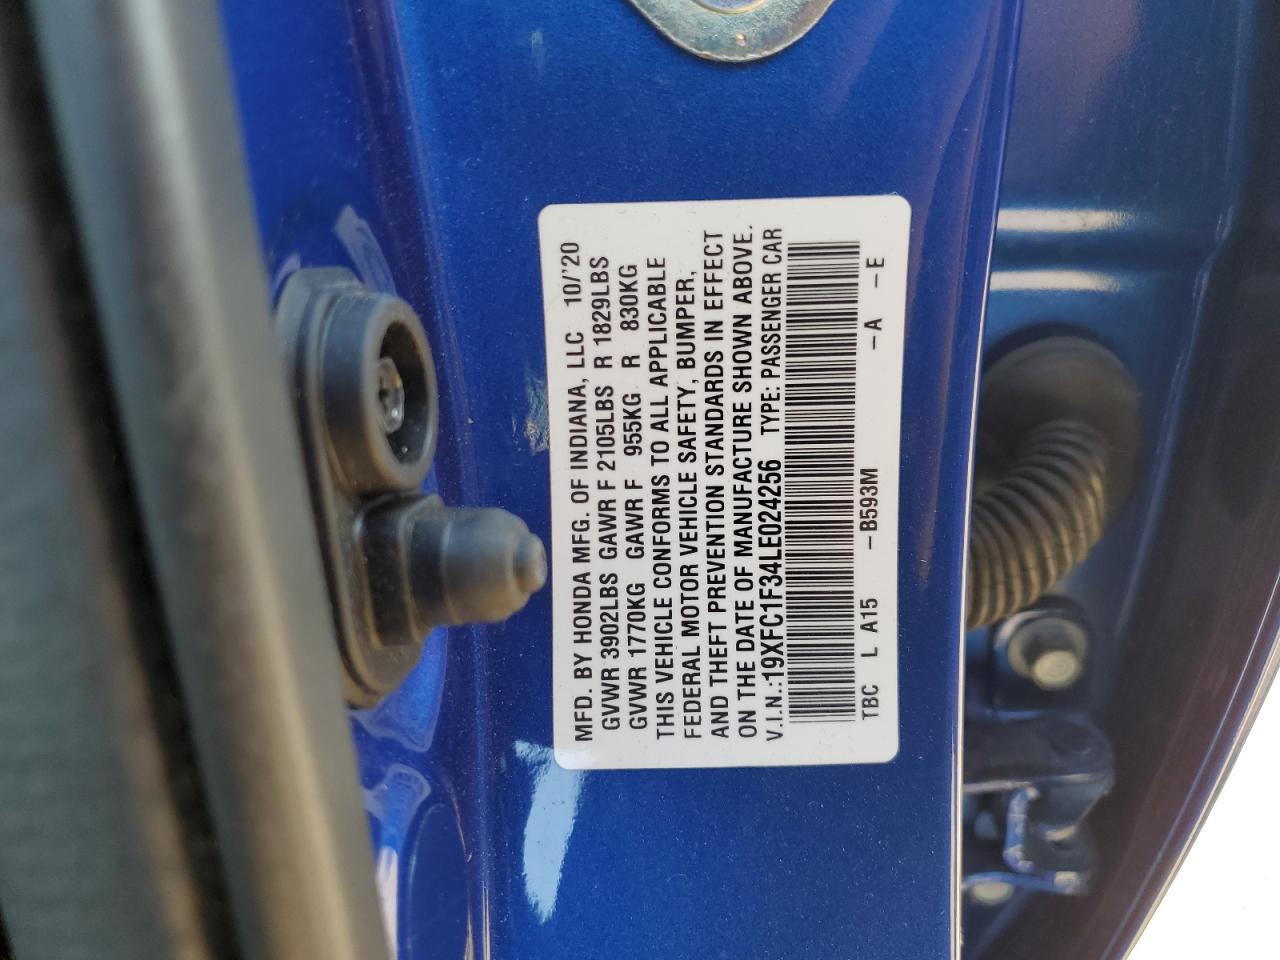 MFD. BY HONDA MFG. OF INDIANA, LLC 10/'20
GVWR 3902LBS GAWR F 2105LBS R 1829LBS
GVWR 1770KG GAWR F 955KG R 830KG
THIS VEHICLE CONFORMS TO ALL APPLICABLE
FEDERAL MOTOR VEHICLE SAFETY, BUMPER,
AND THEFT PREVENTION STANDARDS IN EFFECT
ON THE DATE OF MANUFACTURE SHOWN ABOVE.
V.I.N.:19XFC1F34LE024256 TYPE: PASSENGER CAR
TBC L A15 -B593M -A -E